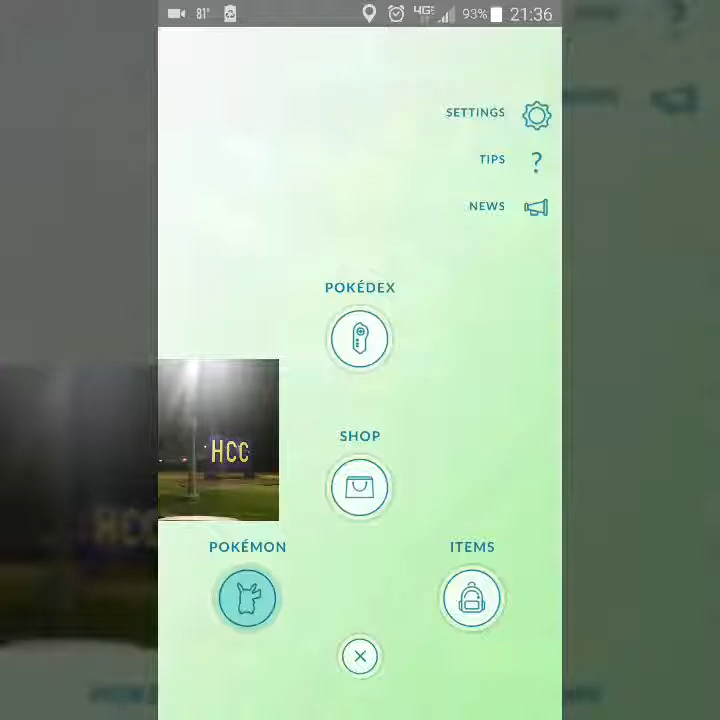 81° 4G 93% 21:36
SETTINGS
TIPS ?
NEWS
POKÉDEX
SHOP
HCC
POKÉMON ITEMS